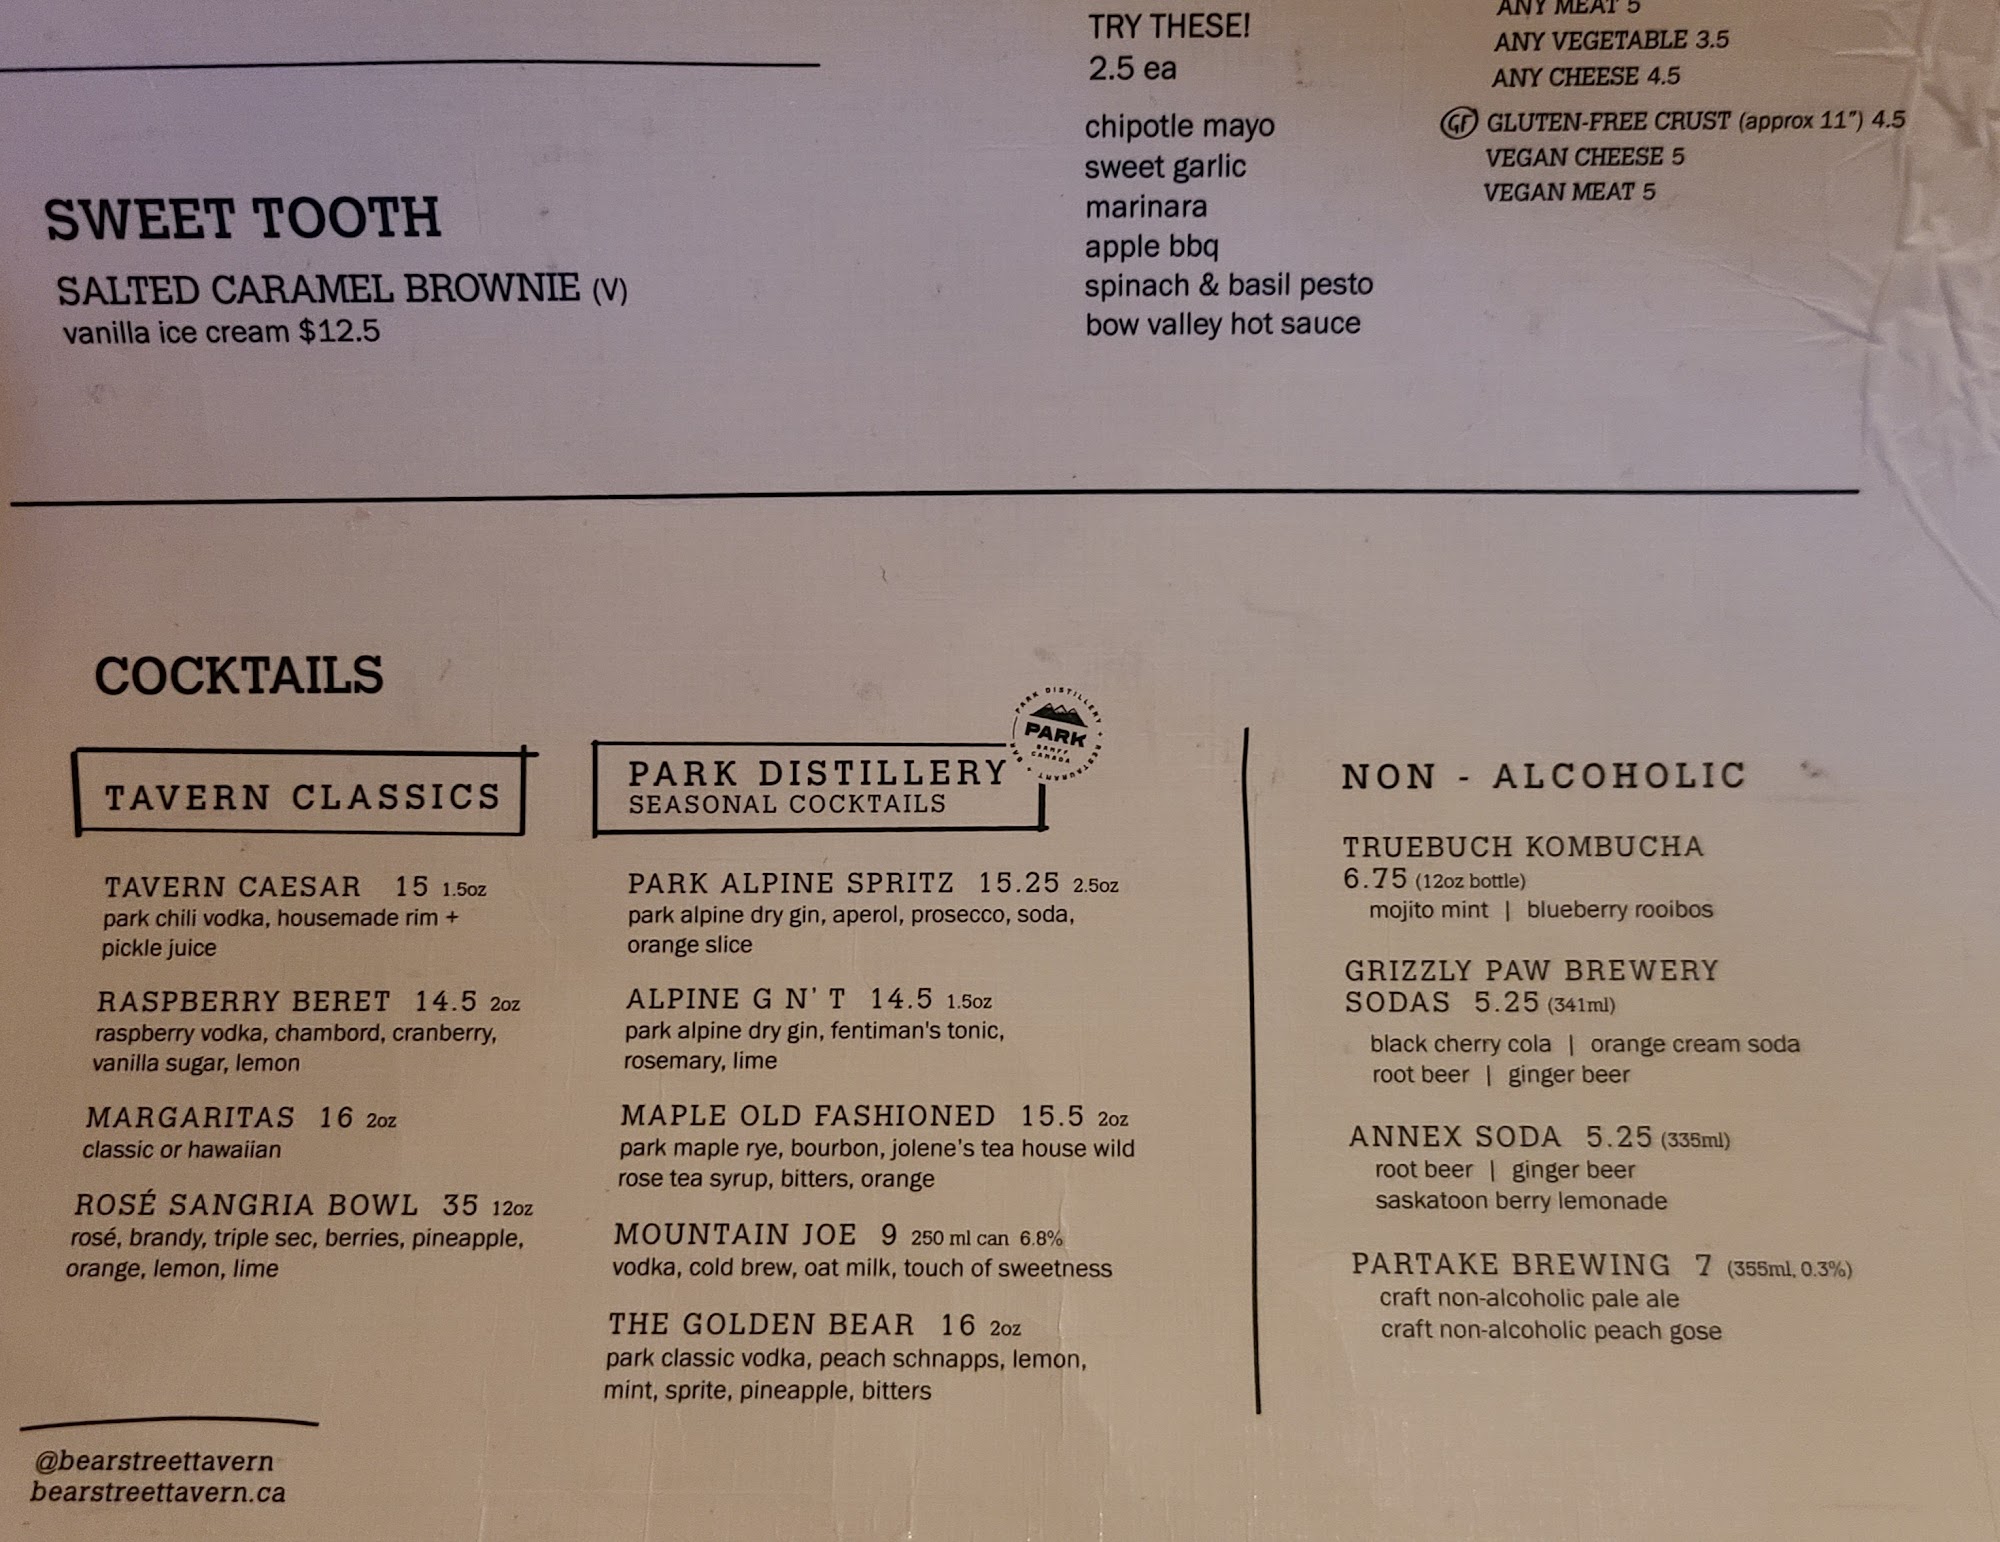 TRY THESE!
2.5 ea
chipotle mayo
sweet garlic
marinara
apple bbq
spinach & basil pesto
bow valley hot sauce
ANY MEAT 5
ANY VEGETABLE 3.5
ANY CHEESE 4.5
GF GLUTEN-FREE CRUST (approx 11") 4.5
VEGAN CHEESE 5
VEGAN MEAT 5
SWEET TOOTH
SALTED CARAMEL BROWNIE (V)
vanilla ice cream $12.5
COCKTAILS
TAVERN CLASSICS
TAVERN CAESAR 15 1.5oz
park chili vodka, housemade rim +
pickle juice
RASPBERRY BERET 14.5 2oz
raspberry vodka, chambord, cranberry,
vanilla sugar, lemon
MARGARITAS 16 2oz
classic or hawaiian
ROSÉ SANGRIA BOWL 35 12oz
rosé, brandy, triple sec, berries, pineapple,
orange, lemon, lime
PARK DISTILLERY
SEASONAL COCKTAILS
PARK DISTILLERY + RESTAURANT + BAR
PARK
BANFF
CANADA
PARK ALPINE SPRITZ 15.25 2.5oz
park alpine dry gin, aperol, prosecco, soda,
orange slice
ALPINE G N' T 14.5 1.5oz
park alpine dry gin, fentiman's tonic,
rosemary, lime
MAPLE OLD FASHIONED 15.5 2oz
park maple rye, bourbon, jolene's tea house wild
rose tea syrup, bitters, orange
MOUNTAIN JOE 9 250 ml can 6.8%
vodka, cold brew, oat milk, touch of sweetness
THE GOLDEN BEAR 16 2oz
park classic vodka, peach schnapps, lemon,
mint, sprite, pineapple, bitters
NON - ALCOHOLIC
TRUEBUCH KOMBUCHA
6.75 (12oz bottle)
mojito mint | blueberry rooibos
GRIZZLY PAW BREWERY
SODAS 5.25 (341ml)
black cherry cola | orange cream soda
root beer | ginger beer
ANNEX SODA 5.25 (335ml)
root beer | ginger beer
saskatoon berry lemonade
PARTAKE BREWING 7 (355ml, 0.3%)
craft non-alcoholic pale ale
craft non-alcoholic peach gose
@bearstreettavern
bearstreettavern.ca